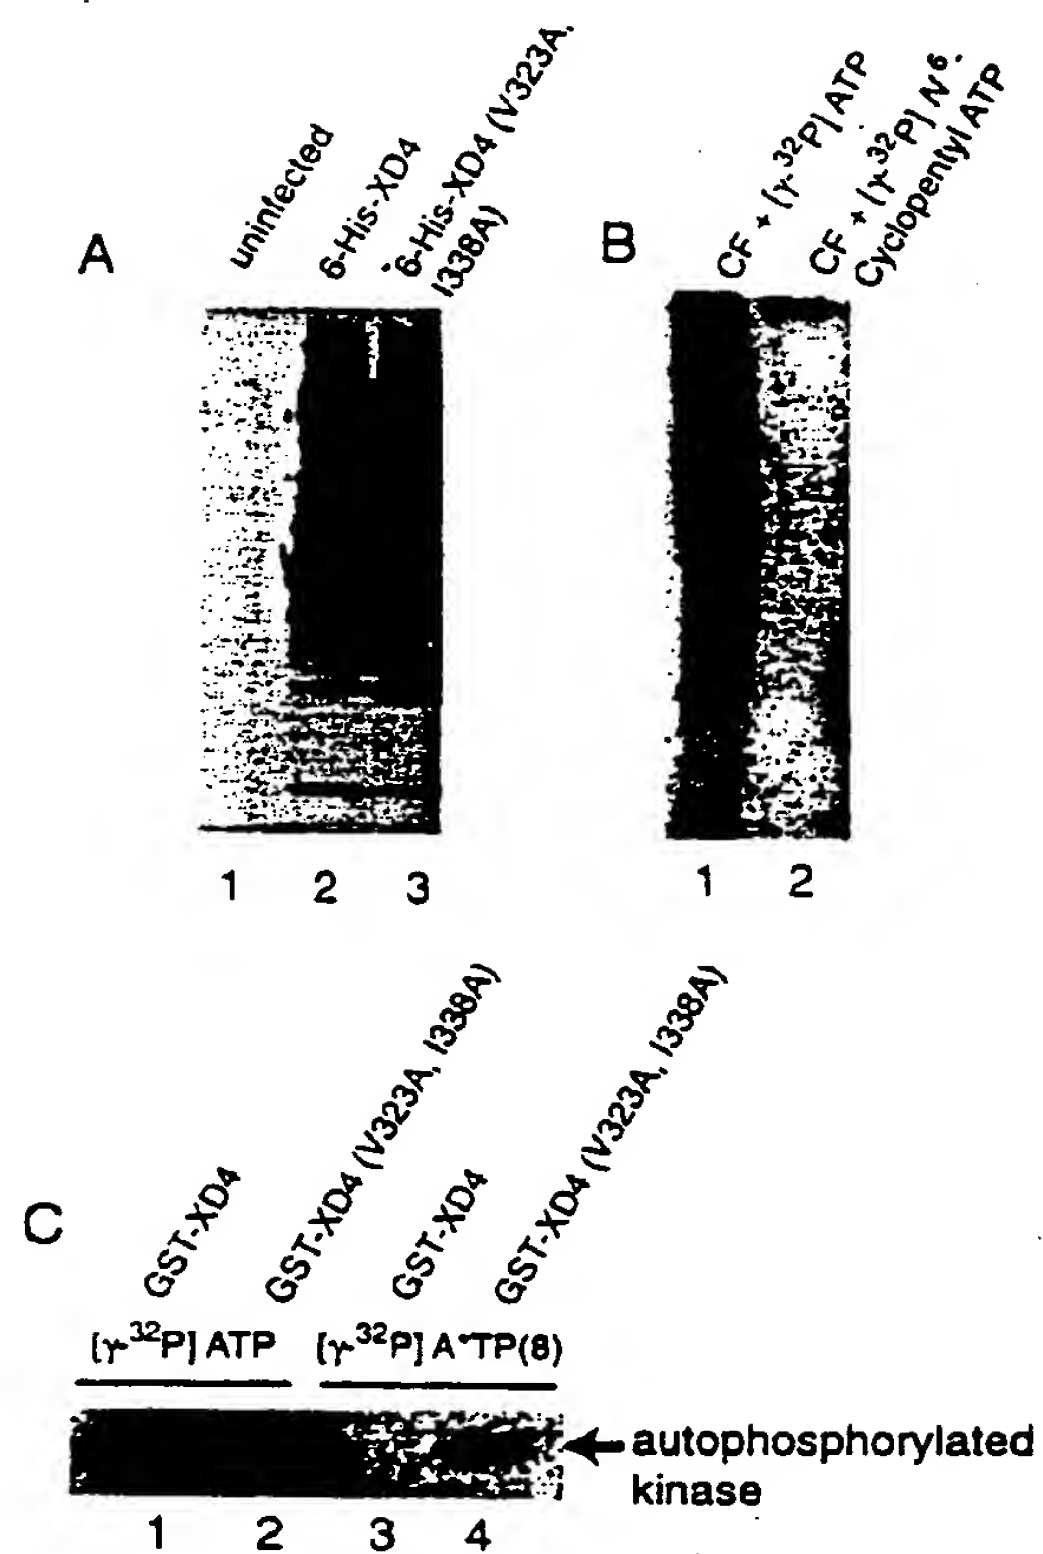 A
uninfected
6-His-XD4
6-His-XD4 (V323A,
I338A)
1 2 3
B
CF + [γ-32P] ATP
CF + [γ-32P] N6-
Cyclopentyl ATP
1 2
C
GST-XD4
GST-XD4 (V323A, I338A)
GST-XD4
GST-XD4 (V323A, I338A)
[γ-32P] ATP [γ-32P] A*TP(8)
autophosphorylated
kinase
1 2 3 4